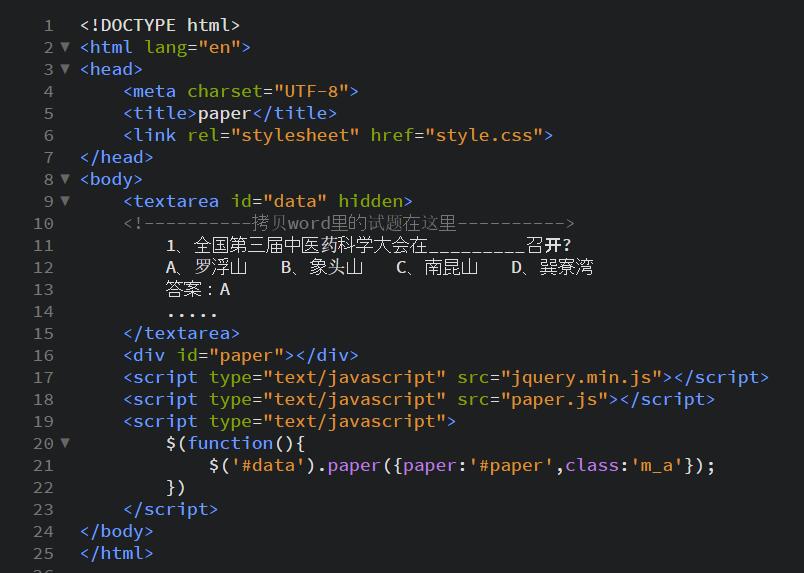 1 <!DOCTYPE html>
2 <html lang="en">
3 <head>
4 <meta charset="UTF-8">
5 <title>paper</title>
6 <link rel="stylesheet" href="style.css">
7 </head>
8 <body>
9 <textarea id="data" hidden>
10 <!----------拷贝word里的试题在这里---------->
11 1、全国第三届中医药科学大会在_________召开?
12 A、罗浮山 B、象头山 C、南昆山 D、巽寮湾
13 答案:A
14 .....
15 </textarea>
16 <div id="paper"></div>
17 <script type="text/javascript" src="jquery.min.js"></script>
18 <script type="text/javascript" src="paper.js"></script>
19 <script type="text/javascript">
20 $(function(){
21 $('#data').paper({paper:'#paper',class:'m_a'});
22 })
23 </script>
24 </body>
25 </html>